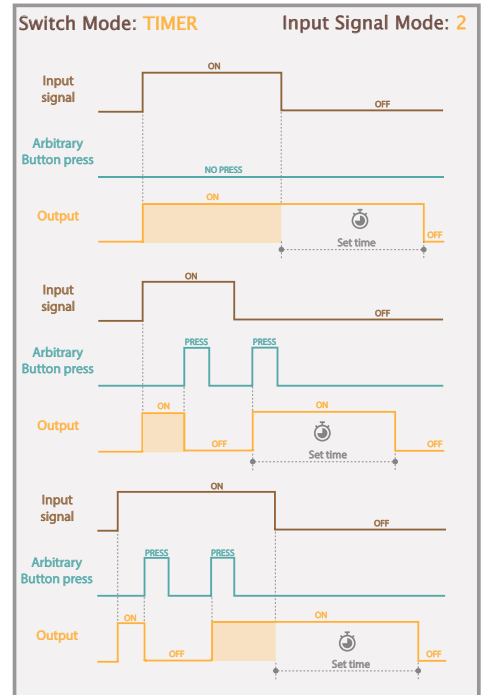 Switch Mode: TIMER
Input Signal Mode: 2
Input
signal
ON
OFF
Arbitrary
Button press
NO PRESS
Output
ON
Set time
OFF
Input
signal
ON
OFF
Arbitrary
Button press
PRESS
PRESS
Output
ON
OFF
ON
Set time
OFF
Input
signal
ON
OFF
Arbitrary
Button press
PRESS
PRESS
Output
ON
OFF
ON
Set time
OFF